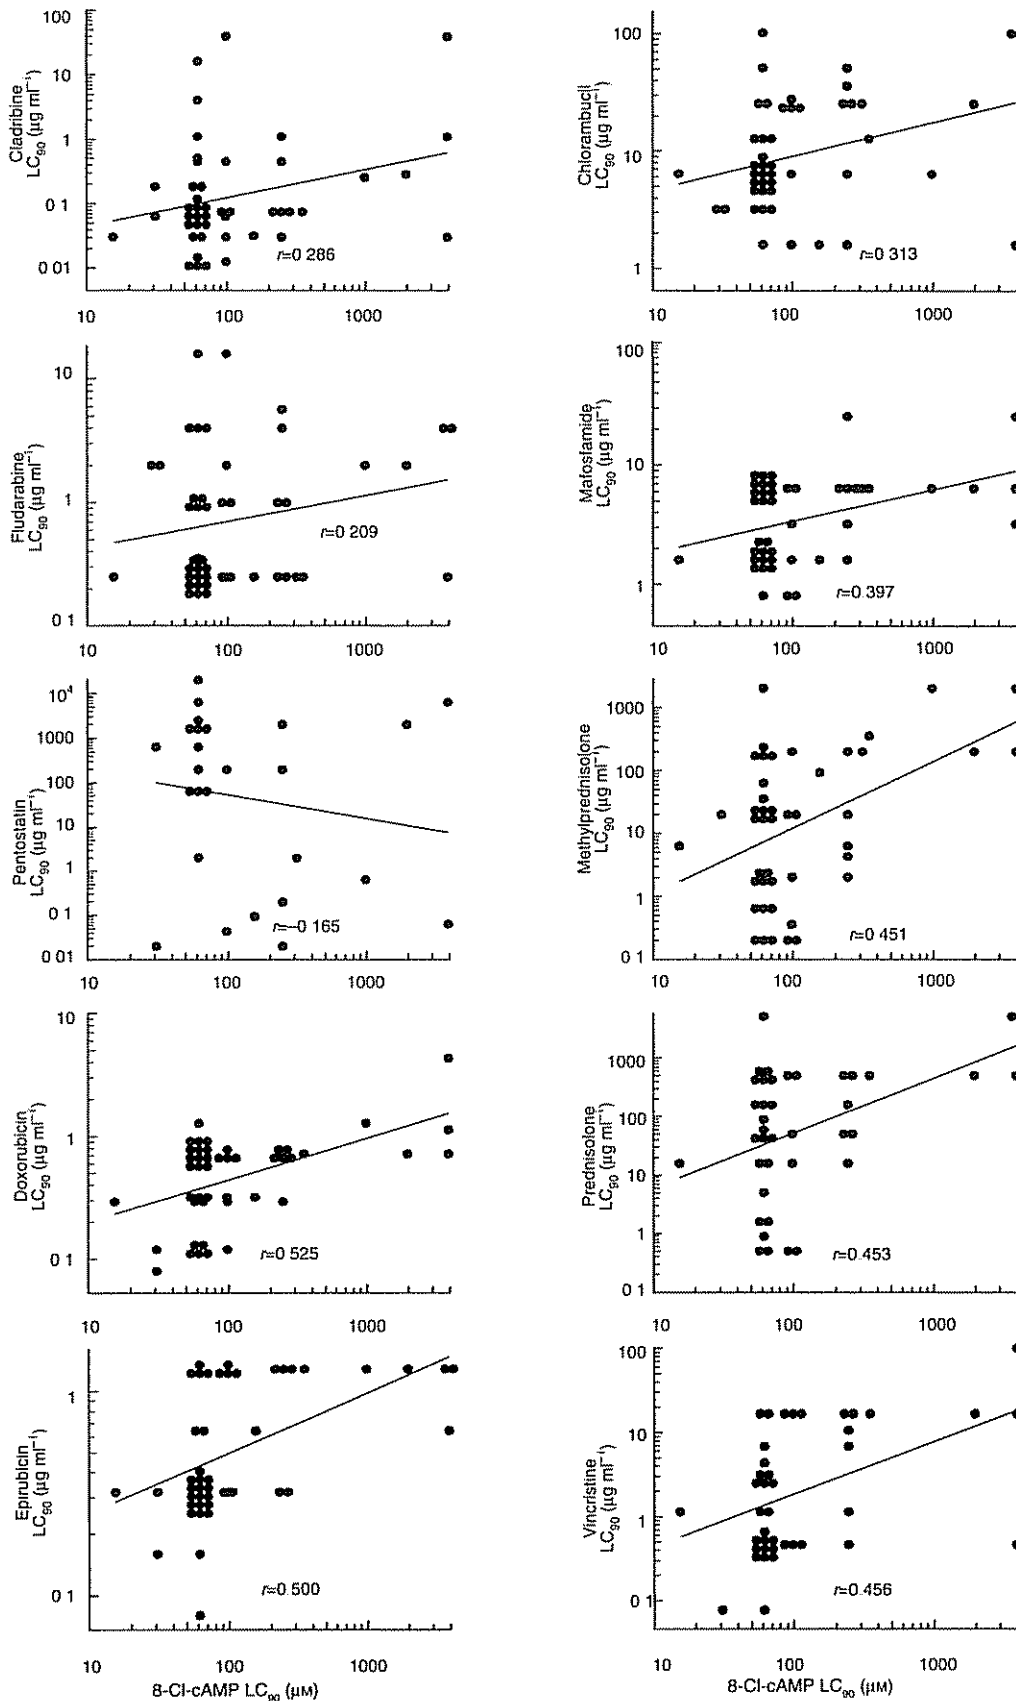 Cladribine
LC90 (µg ml⁻¹)
100
10
1
0 1
0 01
r=0 286
10 100 1000
Chlorambucil
LC90 (µg ml⁻¹)
100
10
1
r=0 313
10 100 1000
Fludarabine
LC90 (µg ml⁻¹)
10
1
0 1
r=0 209
10 100 1000
Mafosfamide
LC90 (µg ml⁻¹)
100
10
1
r=0.397
10 100 1000
Pentostatin
LC90 (µg ml⁻¹)
10⁴
1000
100
10
1
0 1
0 01
r=−0 165
10 100 1000
Methylprednisolone
LC90 (µg ml⁻¹)
1000
100
10
1
0 1
r=0 451
10 100 1000
Doxorubicin
LC90 (µg ml⁻¹)
10
1
0 1
r=0 525
10 100 1000
Prednisolone
LC90 (µg ml⁻¹)
1000
100
10
1
0 1
r=0.453
10 100 1000
Epirubicin
LC90 (µg ml⁻¹)
1
0 1
r=0.500
10 100 1000
8-Cl-cAMP LC90 (µM)
Vincristine
LC90 (µg ml⁻¹)
100
10
1
0 1
r=0.456
10 100 1000
8-Cl-cAMP LC90 (µM)